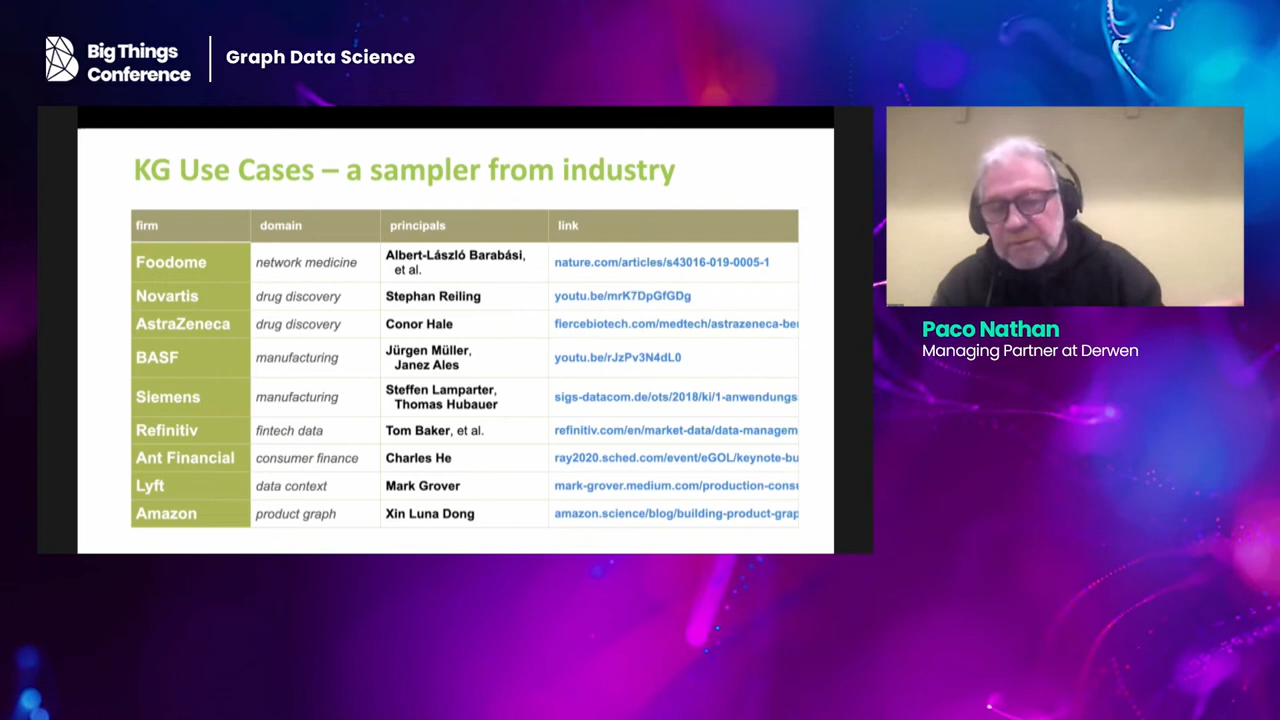 Big Things
Conference
Graph Data Science
KG Use Cases – a sampler from industry
firm domain principals link
Foodome network medicine Albert-László Barabási, et al. nature.com/articles/s43016-019-0005-1
Novartis drug discovery Stephan Reiling youtu.be/mrK7DpGfGDg
AstraZeneca drug discovery Conor Hale fiercebiotech.com/medtech/astrazeneca-be
BASF manufacturing Jürgen Müller, Janez Ales youtu.be/rJzPv3N4dL0
Siemens manufacturing Steffen Lamparter, Thomas Hubauer sigs-datacom.de/ots/2018/ki/1-anwendungs
Refinitiv fintech data Tom Baker, et al. refinitiv.com/en/market-data/data-managem
Ant Financial consumer finance Charles He ray2020.sched.com/event/eGOL/keynote-bu
Lyft data context Mark Grover mark-grover.medium.com/production-cons
Amazon product graph Xin Luna Dong amazon.science/blog/building-product-grap
Paco Nathan
Managing Partner at Derwen